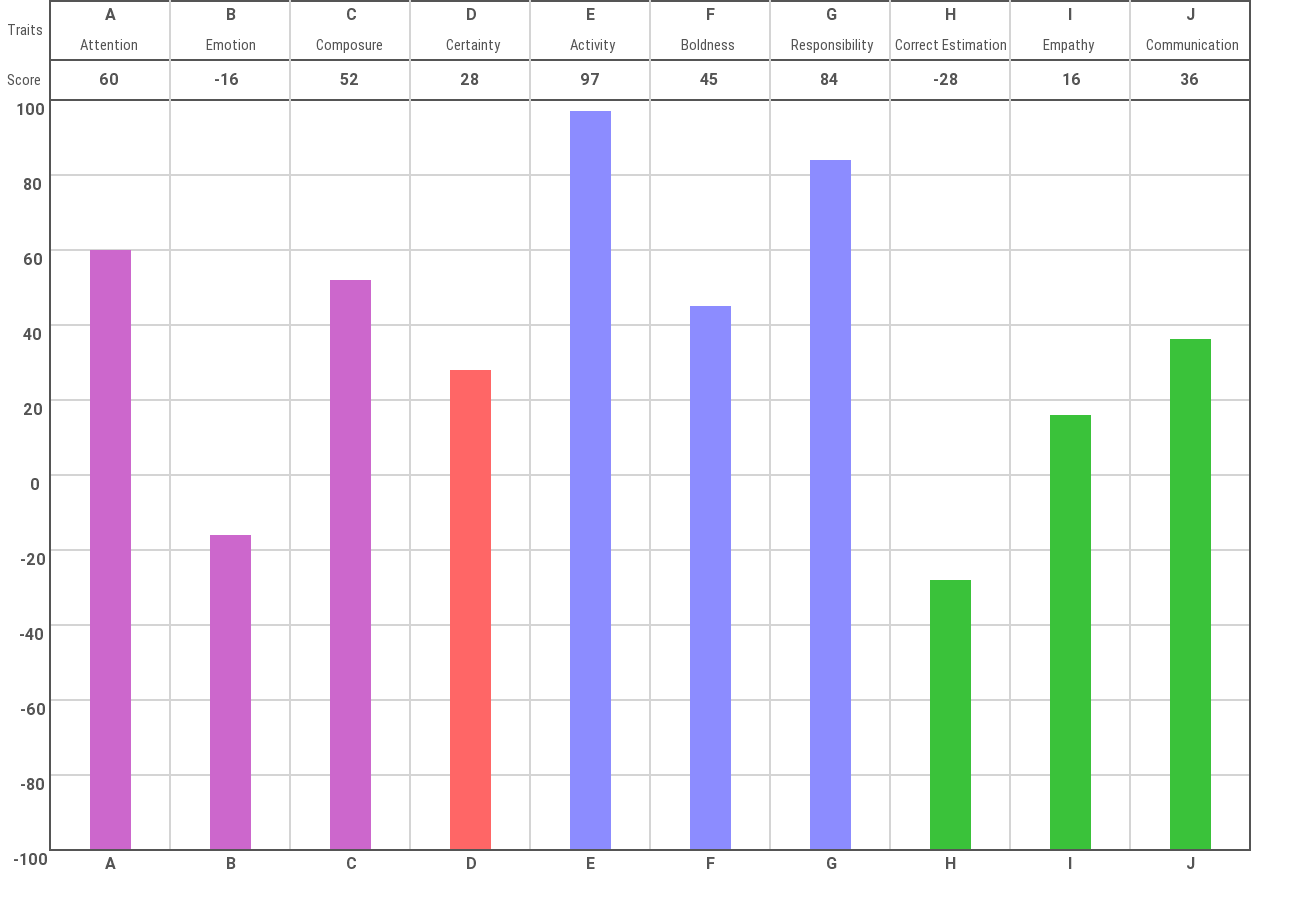 Traits A B C D E F G H I J
Attention Emotion Composure Certainty Activity Boldness Responsibility Correct Estimation Empathy Communication
Score 60 -16 52 28 97 45 84 -28 16 36
100
80
60
40
20
0
-20
-40
-60
-80
-100
A B C D E F G H I J